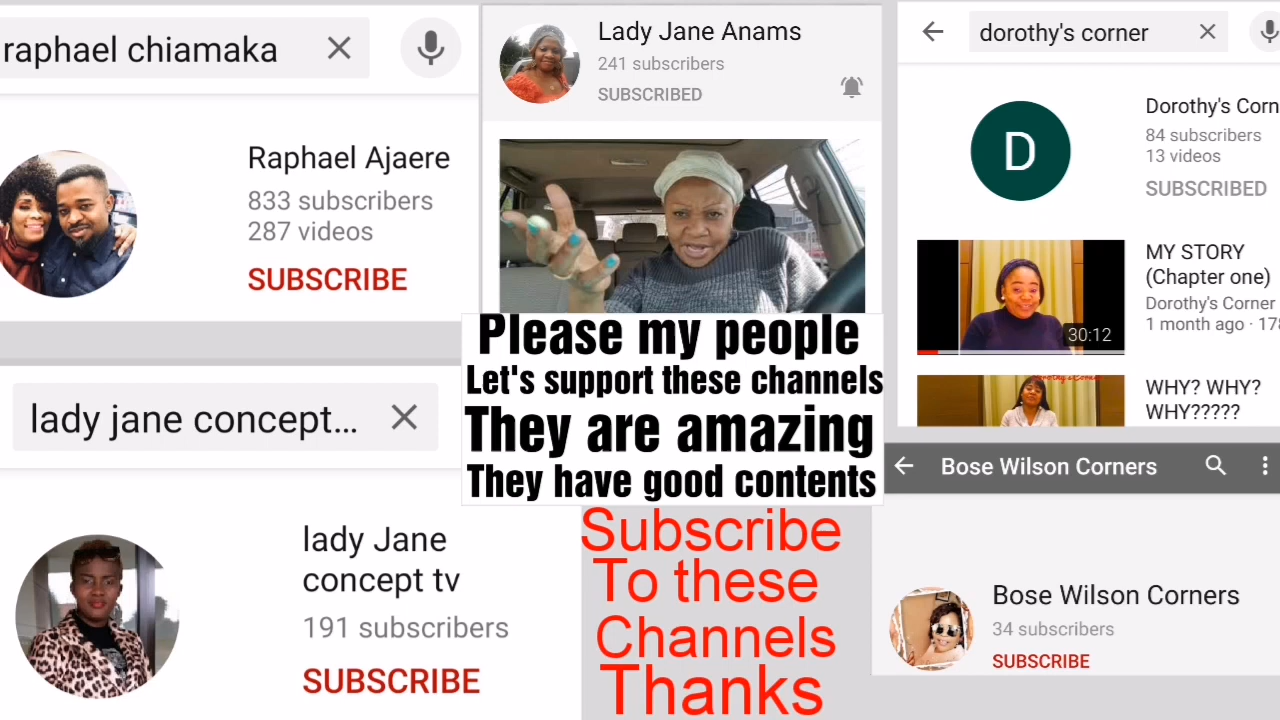 raphael chiamaka
Raphael Ajaere
833 subscribers
287 videos
SUBSCRIBE
lady jane concept...
lady Jane
concept tv
191 subscribers
SUBSCRIBE
Lady Jane Anams
241 subscribers
SUBSCRIBED
Please my people
Let's support these channels
They are amazing
They have good contents
Subscribe
To these
Channels
Thanks
dorothy's corner
D
Dorothy's Corn
84 subscribers
13 videos
SUBSCRIBED
30:12
MY STORY
(Chapter one)
Dorothy's Corner
1 month ago · 178
WHY? WHY?
WHY?????
Bose Wilson Corners
Bose Wilson Corners
34 subscribers
SUBSCRIBE